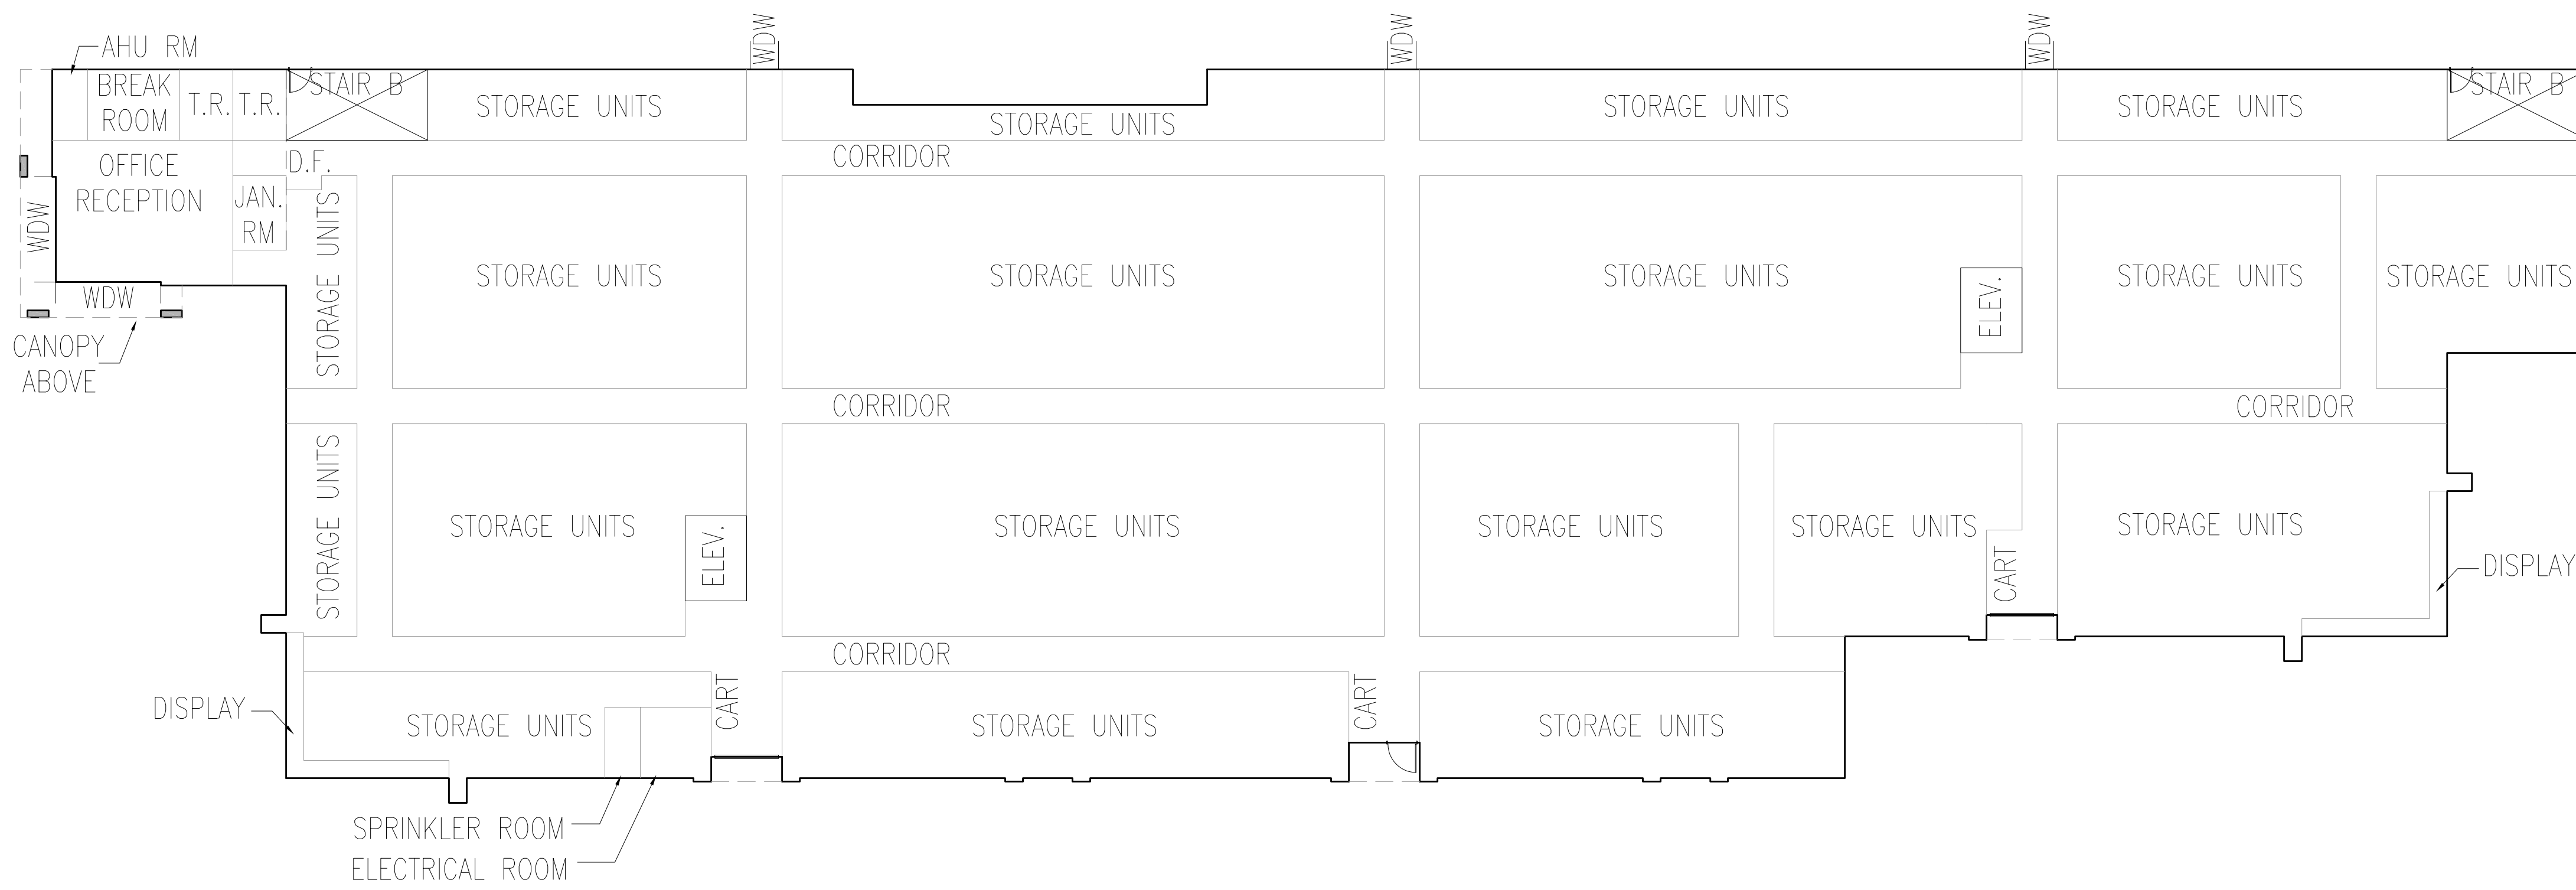 WDW
WDW
WDW
AHU RM
BREAK
ROOM
T.R.
T.R.
STAIR B
STORAGE UNITS
STORAGE UNITS
STORAGE UNITS
STORAGE UNITS
STAIR B
CORRIDOR
OFFICE
RECEPTION
D.F.
JAN.
RM
WDW
STORAGE UNITS
STORAGE UNITS
STORAGE UNITS
STORAGE UNITS
ELEV.
STORAGE UNITS
STORAGE UNITS
WDW
CANOPY
ABOVE
CORRIDOR
CORRIDOR
STORAGE UNITS
STORAGE UNITS
ELEV.
STORAGE UNITS
STORAGE UNITS
STORAGE UNITS
CART
STORAGE UNITS
DISPLAY
CORRIDOR
DISPLAY
STORAGE UNITS
CART
STORAGE UNITS
CART
STORAGE UNITS
SPRINKLER ROOM
ELECTRICAL ROOM